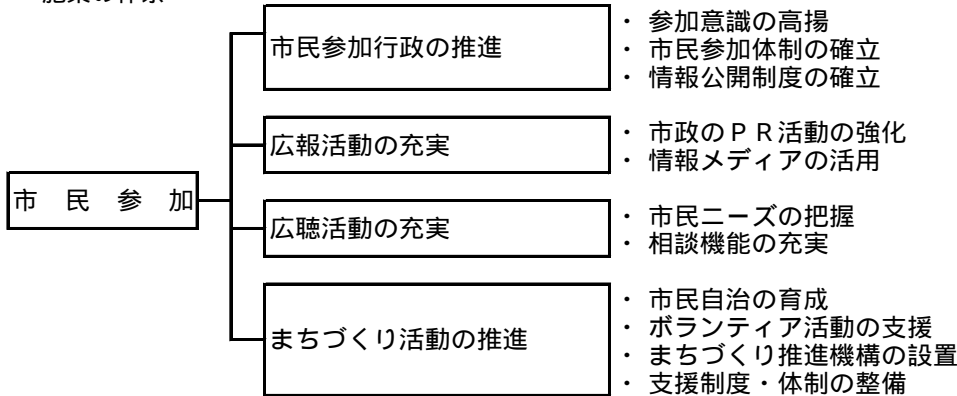 市民参加行政の推進
・ 参加意識の高揚
・ 市民参加体制の確立
・ 情報公開制度の確立
広報活動の充実
・ 市政のＰＲ活動の強化
・ 情報メディアの活用
市　民　参　加
広聴活動の充実
・ 市民ニーズの把握
・ 相談機能の充実
まちづくり活動の推進
・ 市民自治の育成
・ ボランティア活動の支援
・ まちづくり推進機構の設置
・ 支援制度・体制の整備